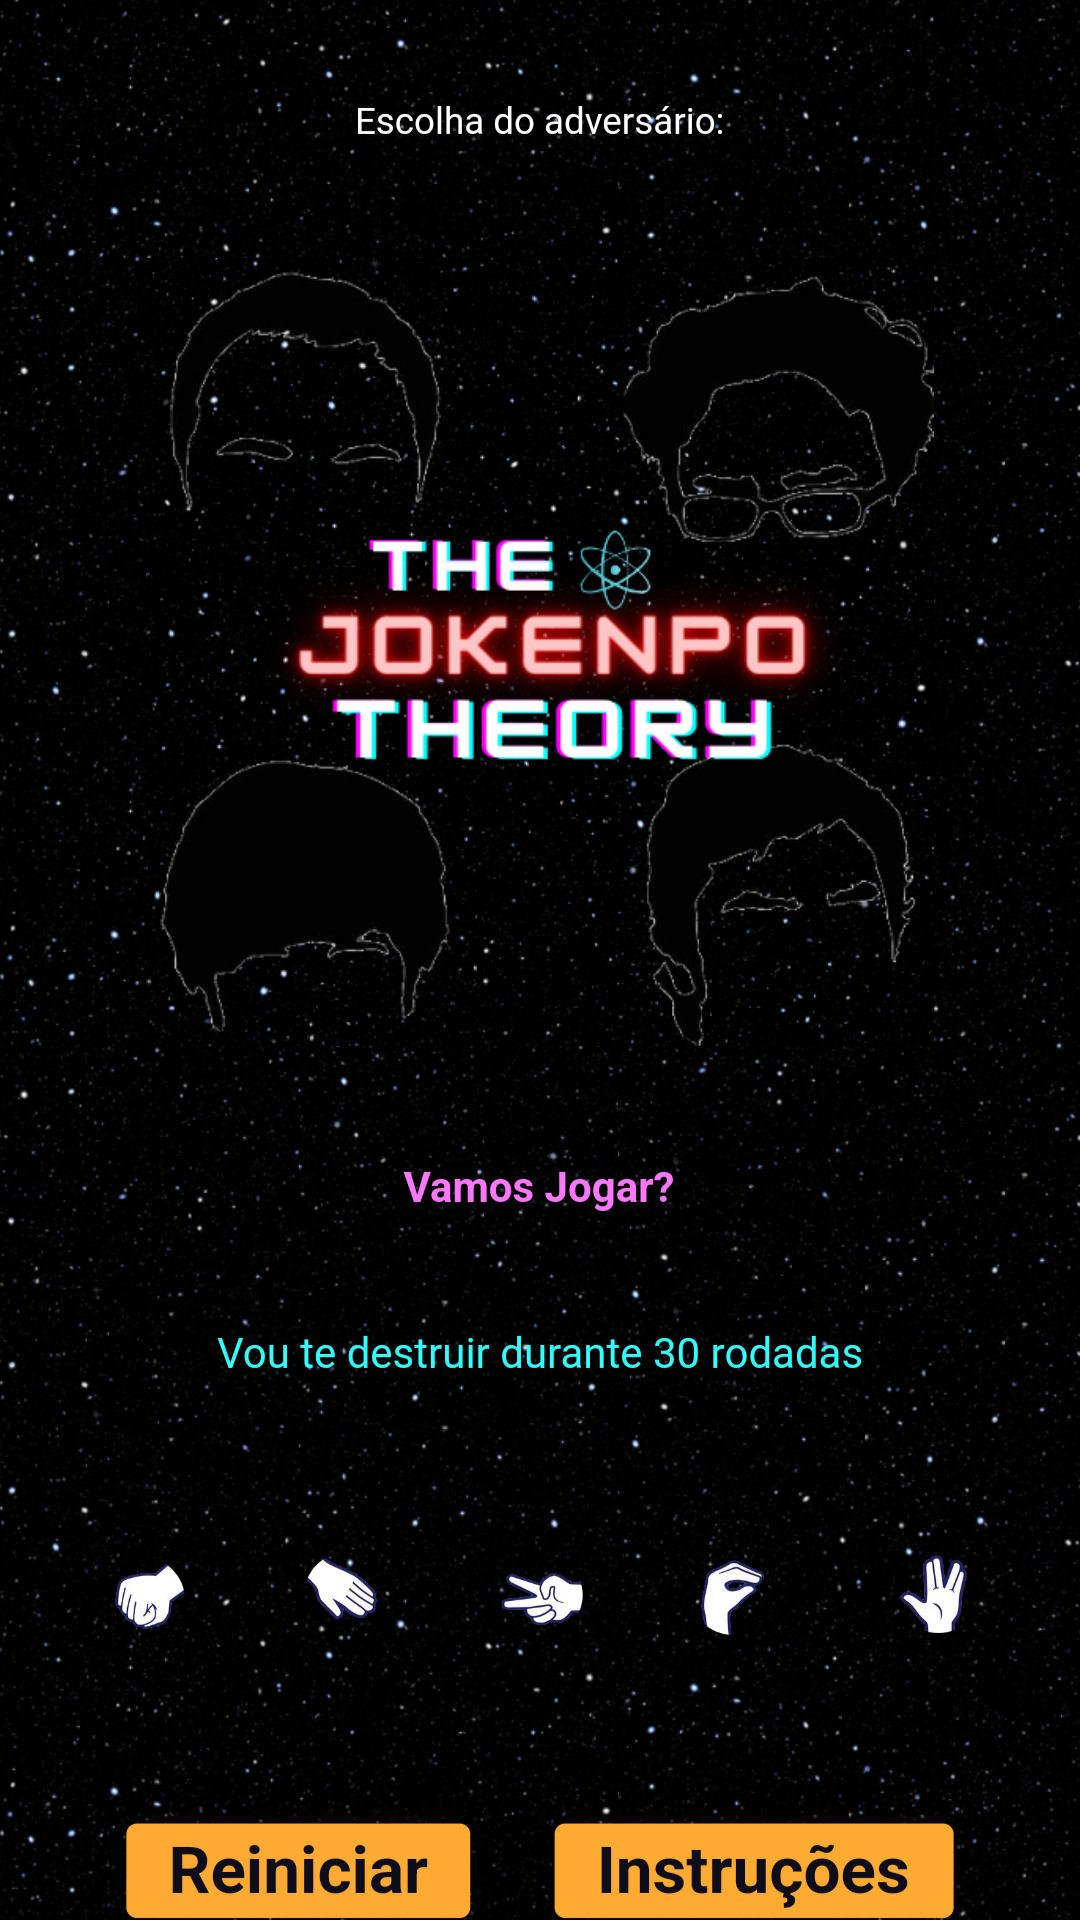 Escolha do adversário:
THE
JOKENPO
THEORY
Vamos Jogar?
Vou te destruir durante 30 rodadas
Reiniciar
Instruções